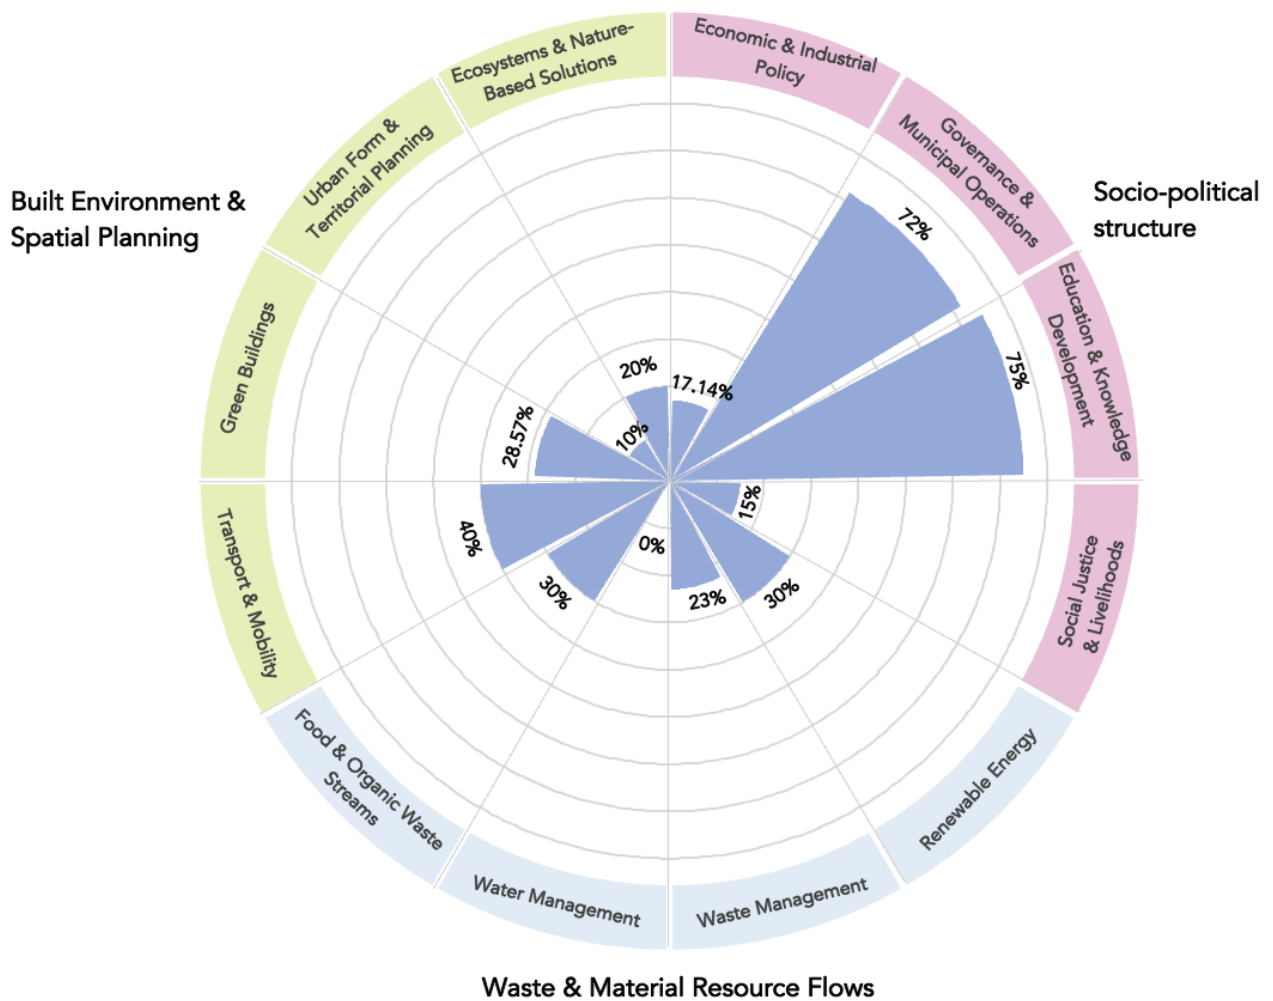 Ecosystems & Nature-
Based Solutions
Economic & Industrial
Policy
Urban Form &
Territorial Planning
Governance &
Municipal Operations
Built Environment &
Spatial Planning
Socio-political
structure
Green Buildings
Education & Knowledge
Development
72%
75%
20%
17.14%
10%
28.57%
15%
40%
0%
30%
23%
30%
Transport & Mobility
Social Justice
& Livelihoods
Food & Organic Waste
Streams
Renewable Energy
Water Management
Waste Management
Waste & Material Resource Flows